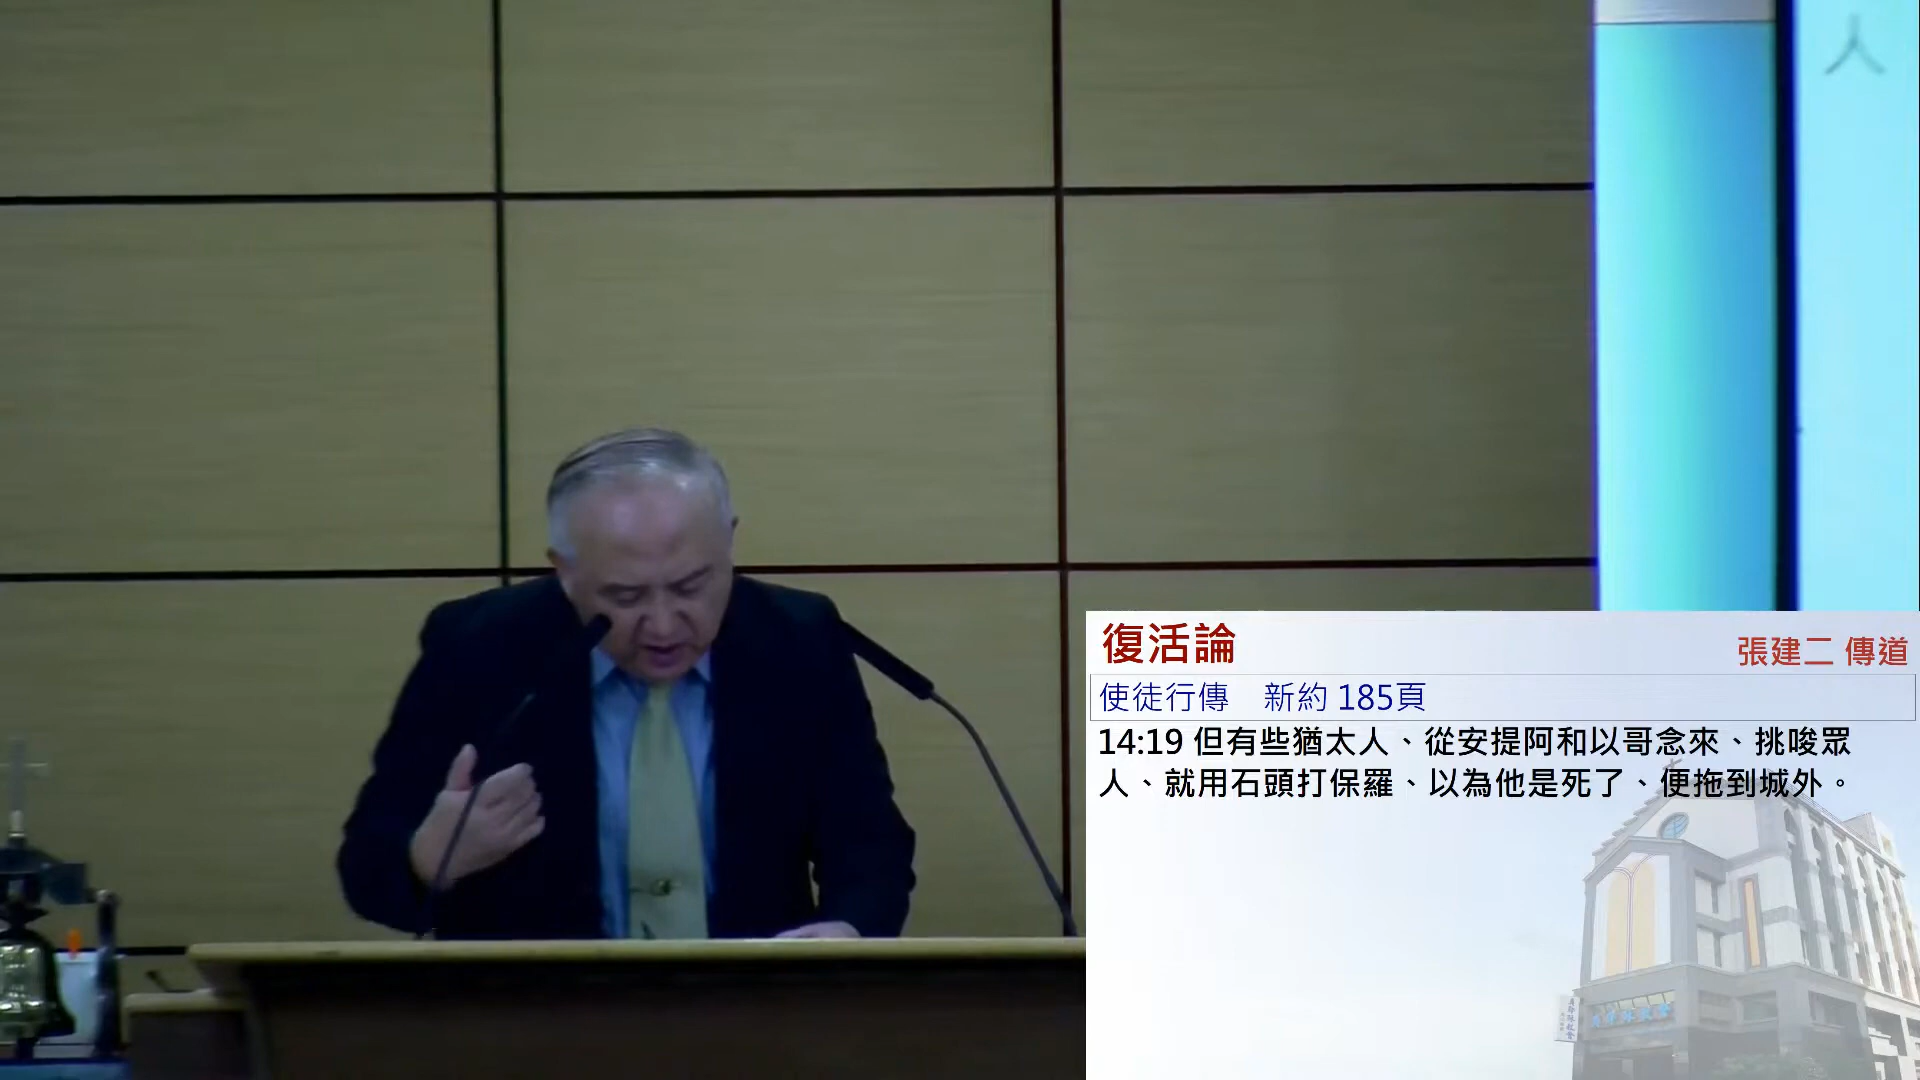 人
復活論
張建二 傳道
使徒行傳 新約 185頁
14:19 但有些猶太人、從安提阿和以哥念來、挑唆眾
人、就用石頭打保羅、以為他是死了、便拖到城外。